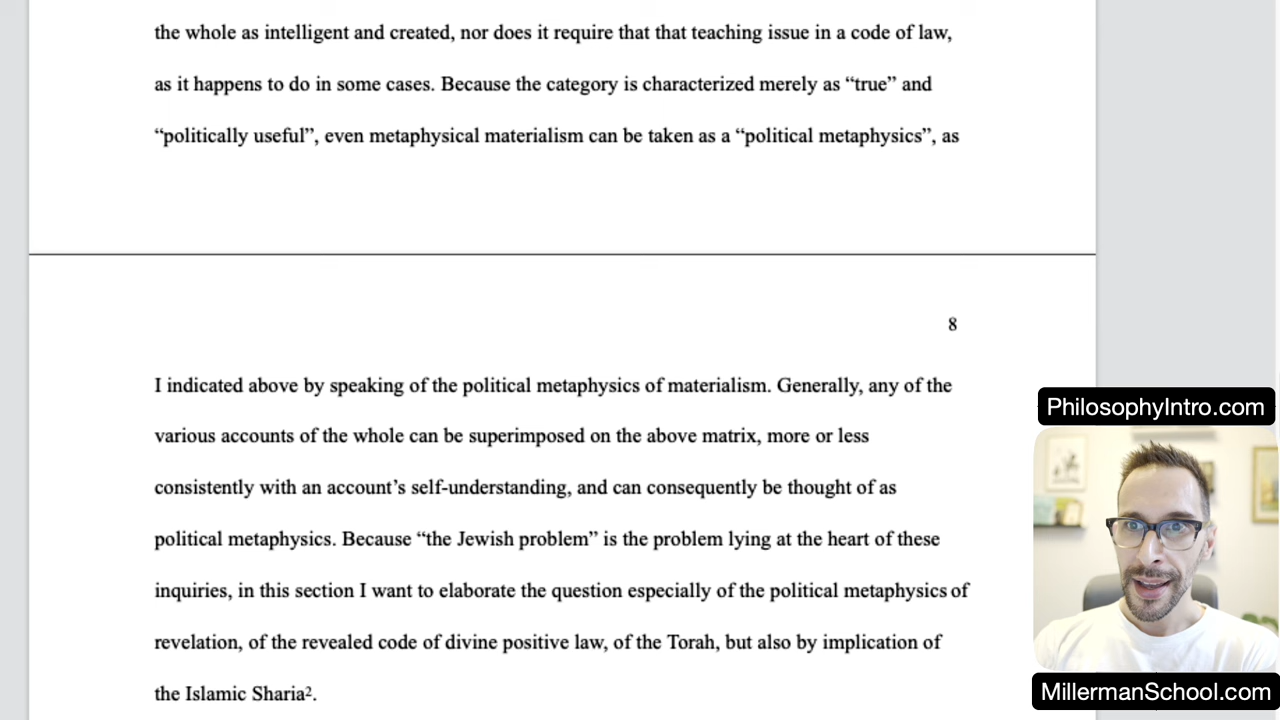 the whole as intelligent and created, nor does it require that that teaching issue in a code of law,
as it happens to do in some cases. Because the category is characterized merely as “true” and
“politically useful”, even metaphysical materialism can be taken as a “political metaphysics”, as
8
I indicated above by speaking of the political metaphysics of materialism. Generally, any of the
various accounts of the whole can be superimposed on the above matrix, more or less
consistently with an account’s self-understanding, and can consequently be thought of as
political metaphysics. Because “the Jewish problem” is the problem lying at the heart of these
inquiries, in this section I want to elaborate the question especially of the political metaphysics of
revelation, of the revealed code of divine positive law, of the Torah, but also by implication of
the Islamic Sharia².
PhilosophyIntro.com
MillermanSchool.com